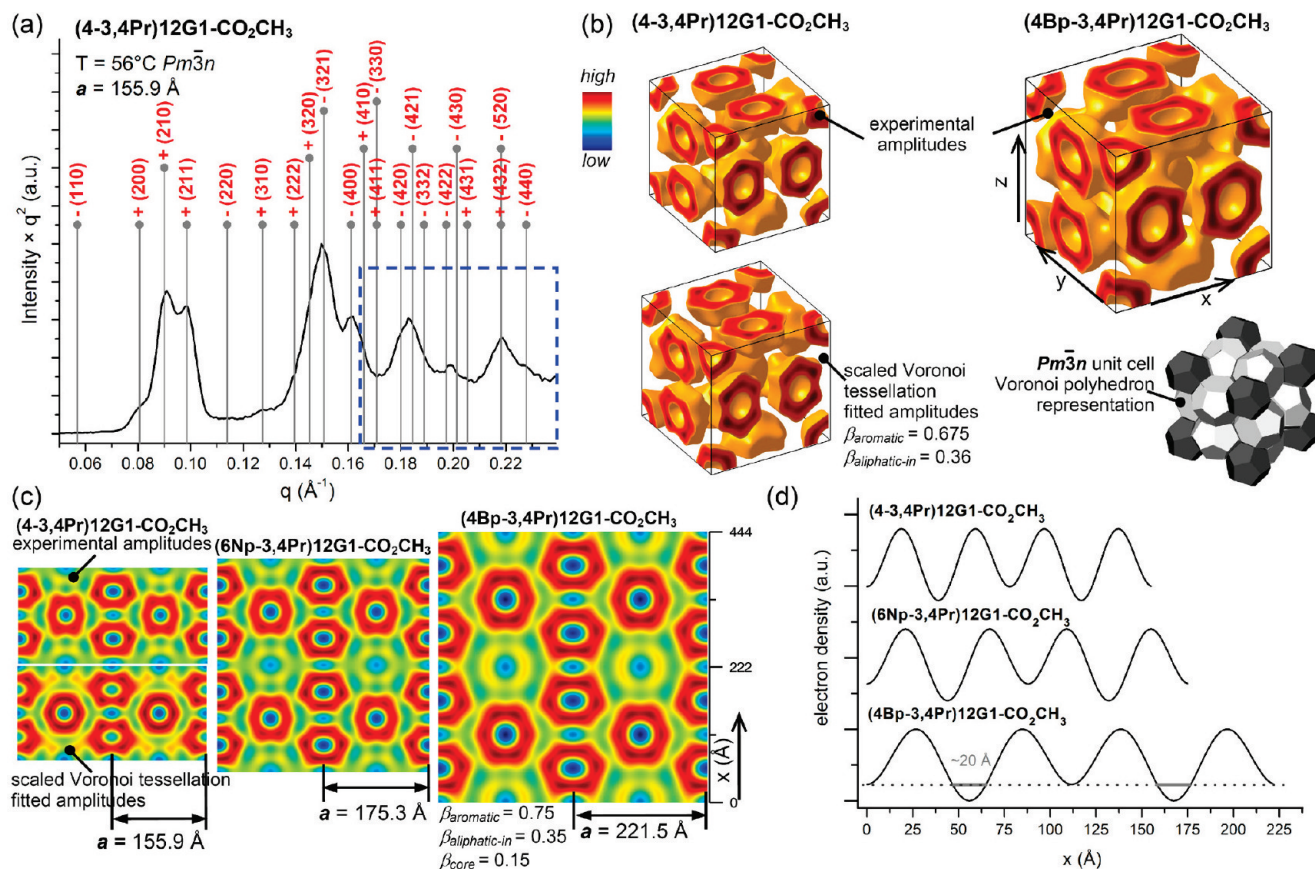 (a)
(4-3,4Pr)12G1-CO₂CH₃
T = 56°C Pm3̄n
a = 155.9 Å
- (110)
+ (200)
+ (210)
+ (211)
- (220)
+ (310)
+ (222)
+ (320)
- (321)
- (400)
+ (410)
- (330)
+ (411)
- (420)
- (421)
- (332)
- (422)
- (430)
+ (431)
- (520)
+ (432)
- (440)
Intensity × q² (a.u.)
0.06 0.08 0.10 0.12 0.14 0.16 0.18 0.20 0.22
q (Å⁻¹)
(b)
(4-3,4Pr)12G1-CO₂CH₃
(4Bp-3,4Pr)12G1-CO₂CH₃
high
low
experimental
amplitudes
z
y
x
scaled Voronoi
tessellation
fitted amplitudes
βaromatic = 0.675
βaliphatic-in = 0.36
Pm3̄n unit cell
Voronoi polyhedron
representation
(c)
(4-3,4Pr)12G1-CO₂CH₃
experimental amplitudes
(6Np-3,4Pr)12G1-CO₂CH₃
(4Bp-3,4Pr)12G1-CO₂CH₃
444
222
0
x (Å)
scaled Voronoi tessellation
fitted amplitudes
a = 155.9 Å
a = 175.3 Å
βaromatic = 0.75
βaliphatic-in = 0.35
βcore = 0.15
a = 221.5 Å
(d)
(4-3,4Pr)12G1-CO₂CH₃
(6Np-3,4Pr)12G1-CO₂CH₃
(4Bp-3,4Pr)12G1-CO₂CH₃
~20 Å
electron density (a.u.)
0 25 50 75 100 125 150 175 200 225
x (Å)